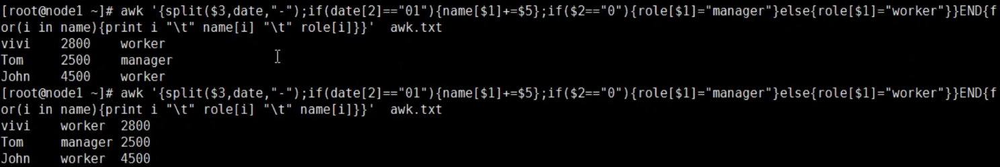 [root@node1 ~]# awk '{split($3,date,"-");if(date[2]=="01"){name[$1]+=$5};if($2=="0"){role[$1]="manager"}else{role[$1]="worker"}}END{f
or(i in name){print i "\t" name[i] "\t" role[i]}}'  awk.txt
vivi    2800    worker
Tom     2500    manager
John    4500    worker
[root@node1 ~]# awk '{split($3,date,"-");if(date[2]=="01"){name[$1]+=$5};if($2=="0"){role[$1]="manager"}else{role[$1]="worker"}}END{f
or(i in name){print i "\t" role[i] "\t" name[i]}}'  awk.txt
vivi    worker  2800
Tom     manager 2500
John    worker  4500